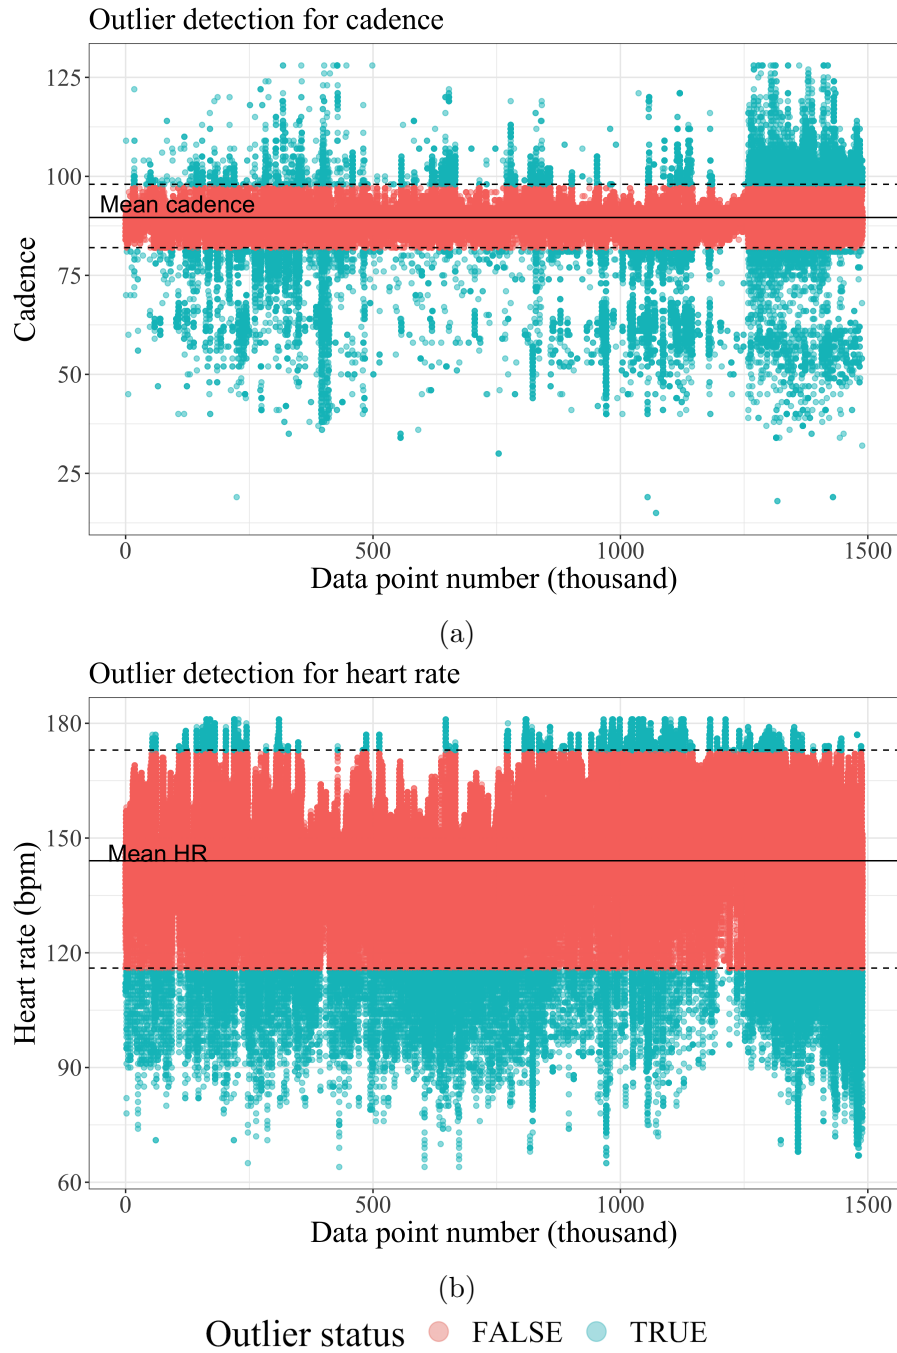 Outlier detection for cadence
125
100
Mean cadence
75
50
25
Cadence
0 500 1000 1500
Data point number (thousand)
(a)
Outlier detection for heart rate
180
150
Mean HR
120
90
60
Heart rate (bpm)
0 500 1000 1500
Data point number (thousand)
(b)
Outlier status FALSE TRUE